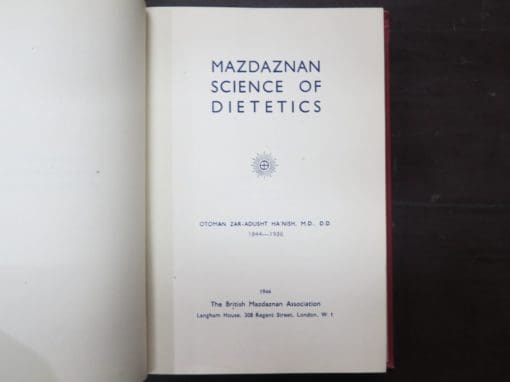 MAZDAZNAN
SCIENCE OF
DIETETICS
OTOMAN ZAR-ADUSHT HA'NISH, M.D., D.D.
1844—1936
1944
The British Mazdaznan Association
Langham House, 308 Regent Street, London, W. 1